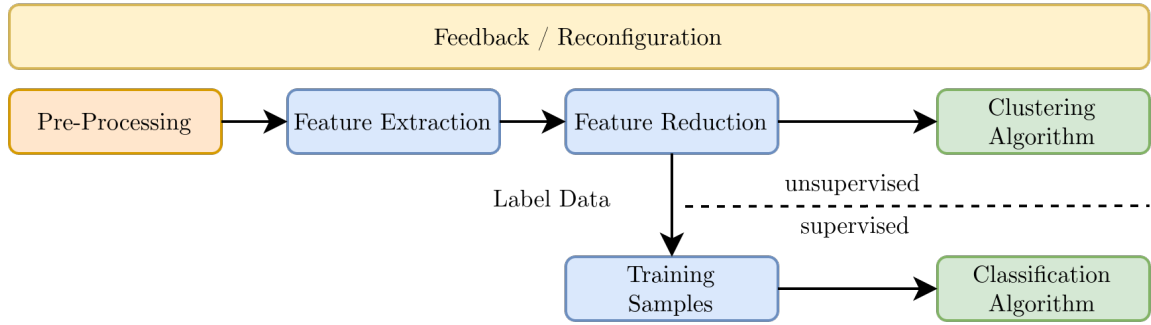 Feedback / Reconfiguration
Pre-Processing
Feature Extraction
Feature Reduction
Clustering
Algorithm
Label Data
unsupervised
supervised
Training
Samples
Classification
Algorithm